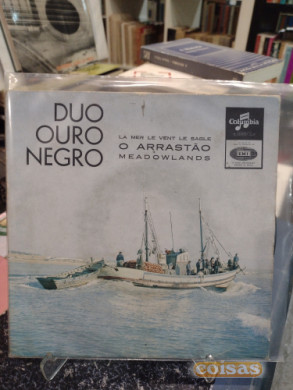 DUO
OURO
NEGRO
LA MER LE VENT LE SABLE
O ARRASTÃO
MEADOWLANDS
Columbia
EMI
coisas